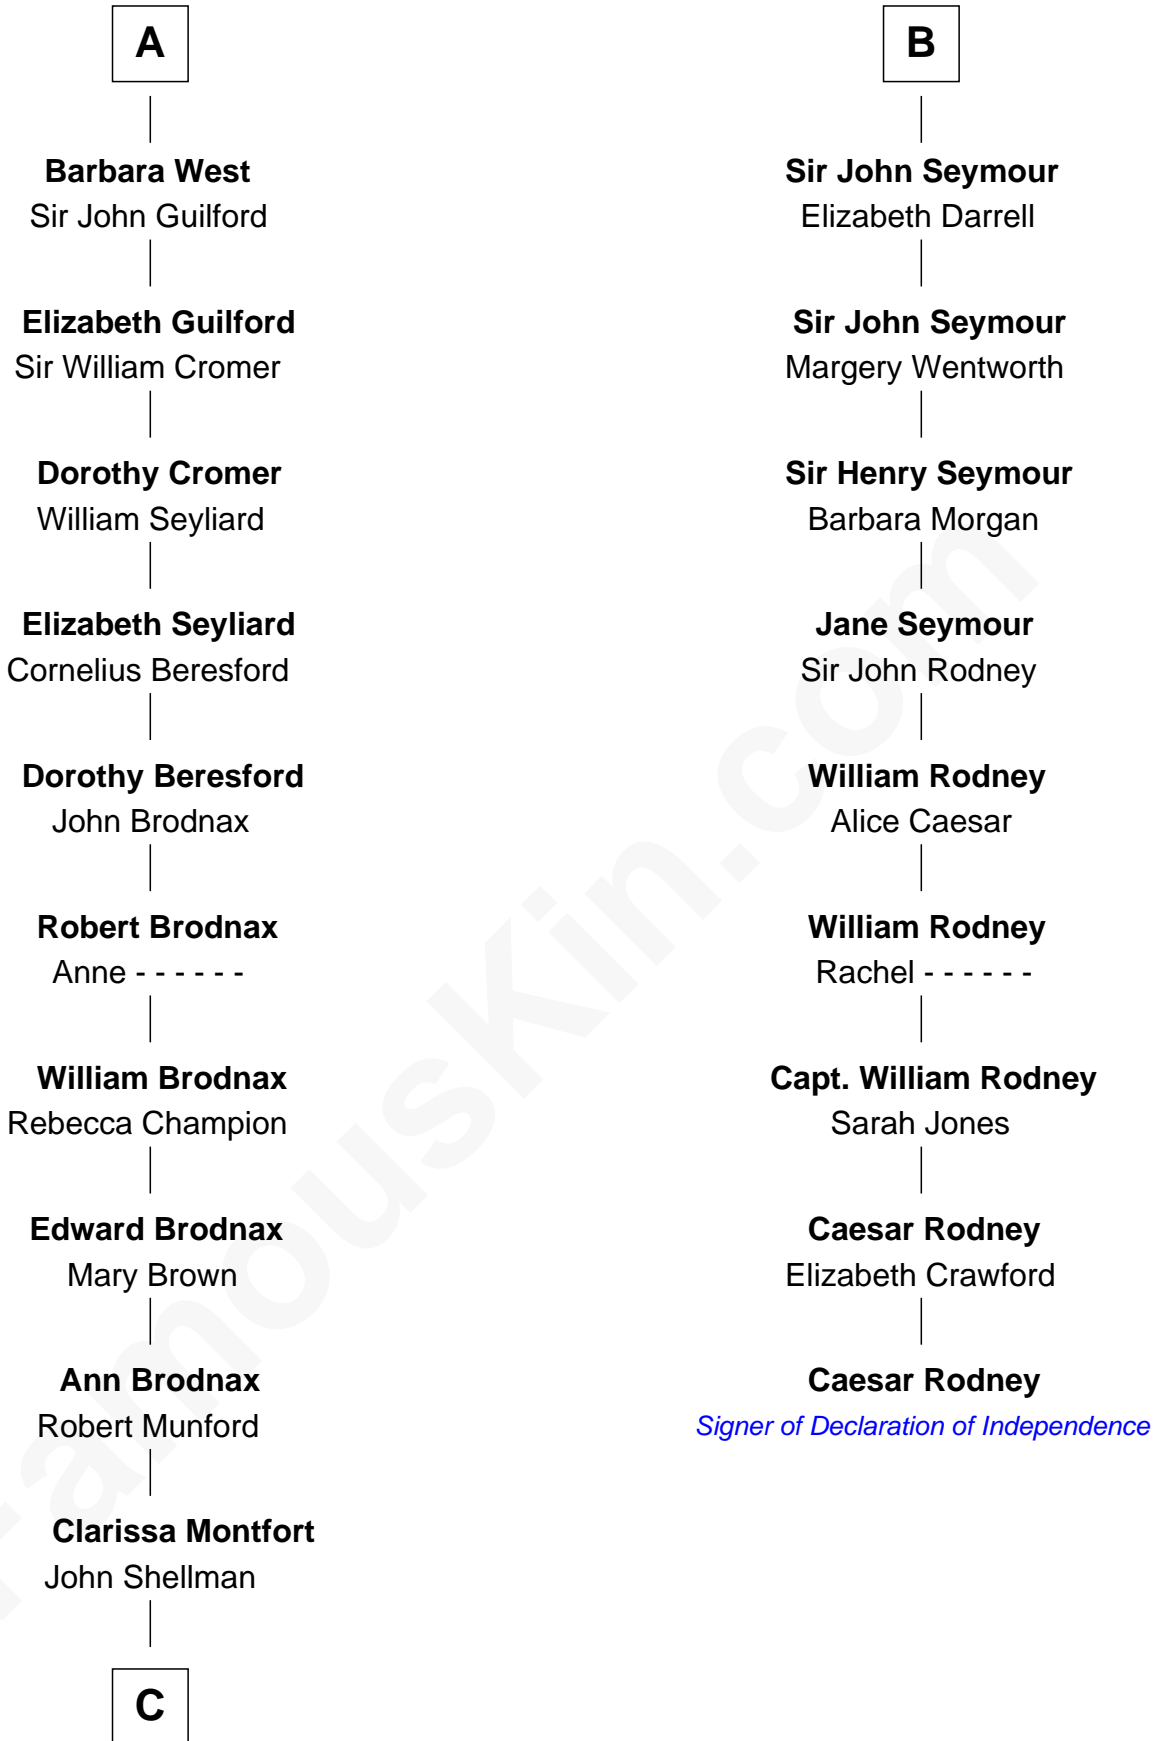 A
Barbara West
Sir John Guilford
Elizabeth Guilford
Sir William Cromer
Dorothy Cromer
William Seyliard
Elizabeth Seyliard
Cornelius Beresford
Dorothy Beresford
John Brodnax
Robert Brodnax
Anne - - - - - -
William Brodnax
Rebecca Champion
Edward Brodnax
Mary Brown
Ann Brodnax
Robert Munford
Clarissa Montfort
John Shellman
C
B
Sir John Seymour
Elizabeth Darrell
Sir John Seymour
Margery Wentworth
Sir Henry Seymour
Barbara Morgan
Jane Seymour
Sir John Rodney
William Rodney
Alice Caesar
William Rodney
Rachel - - - - - -
Capt. William Rodney
Sarah Jones
Caesar Rodney
Elizabeth Crawford
Caesar Rodney
Signer of Declaration of Independence
FamousKin.com